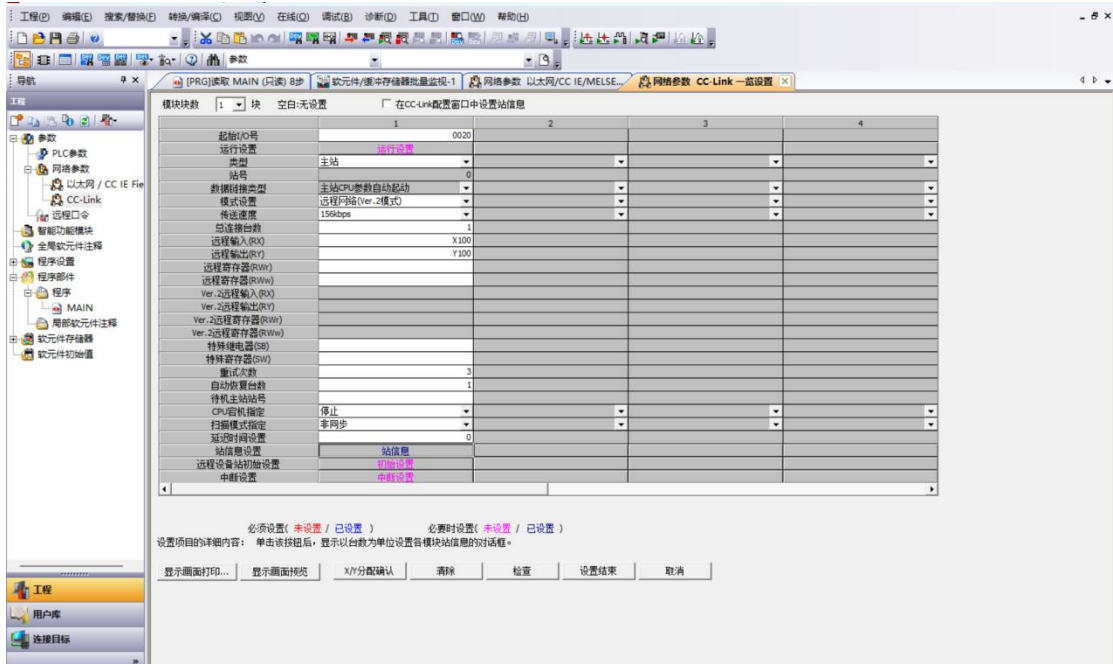 工程(P) 编辑(E) 搜索/替换(F) 转换/编译(C) 视图(V) 在线(O) 调试(B) 诊断(D) 工具(T) 窗口(W) 帮助(H)
参数
导航
[PRG]读取 MAIN (只读) 8步 软元件/缓冲存储器批量监视-1 网络参数 以太网/CC IE/MELSE... 网络参数 CC-Link 一览设置
工程
参数
PLC参数
网络参数
以太网 / CC IE Fie
CC-Link
远程口令
智能功能模块
全局软元件注释
程序设置
程序部件
程序
MAIN
局部软元件注释
软元件存储器
软元件初始值
模块块数 1 块 空白:无设置 在CC-Link配置窗口中设置站信息
1 2 3 4
起始I/O号 0020
运行设置 运行设置
类型 主站
站号 0
数据链接类型 主站CPU参数自动起动
模式设置 远程网络(Ver.2模式)
传送速度 156kbps
总连接台数 1
远程输入(RX) X100
远程输出(RY) Y100
远程寄存器(RWr)
远程寄存器(RWw)
Ver.2远程输入(RX)
Ver.2远程输出(RY)
Ver.2远程寄存器(RWr)
Ver.2远程寄存器(RWw)
特殊继电器(SB)
特殊寄存器(SW)
重试次数 3
自动恢复台数 1
待机主站站号
CPU宕机指定 停止
扫描模式指定 非同步
延迟时间设置 0
站信息设置 站信息
远程设备站初始设置 初始设置
中断设置 中断设置
必须设置( 未设置 / 已设置 ) 必要时设置( 未设置 / 已设置 )
设置项目的详细内容: 单击该按钮后,显示以台数为单位设置各模块站信息的对话框。
显示画面打印... 显示画面预览 X/Y分配确认 清除 检查 设置结束 取消
工程
用户库
连接目标